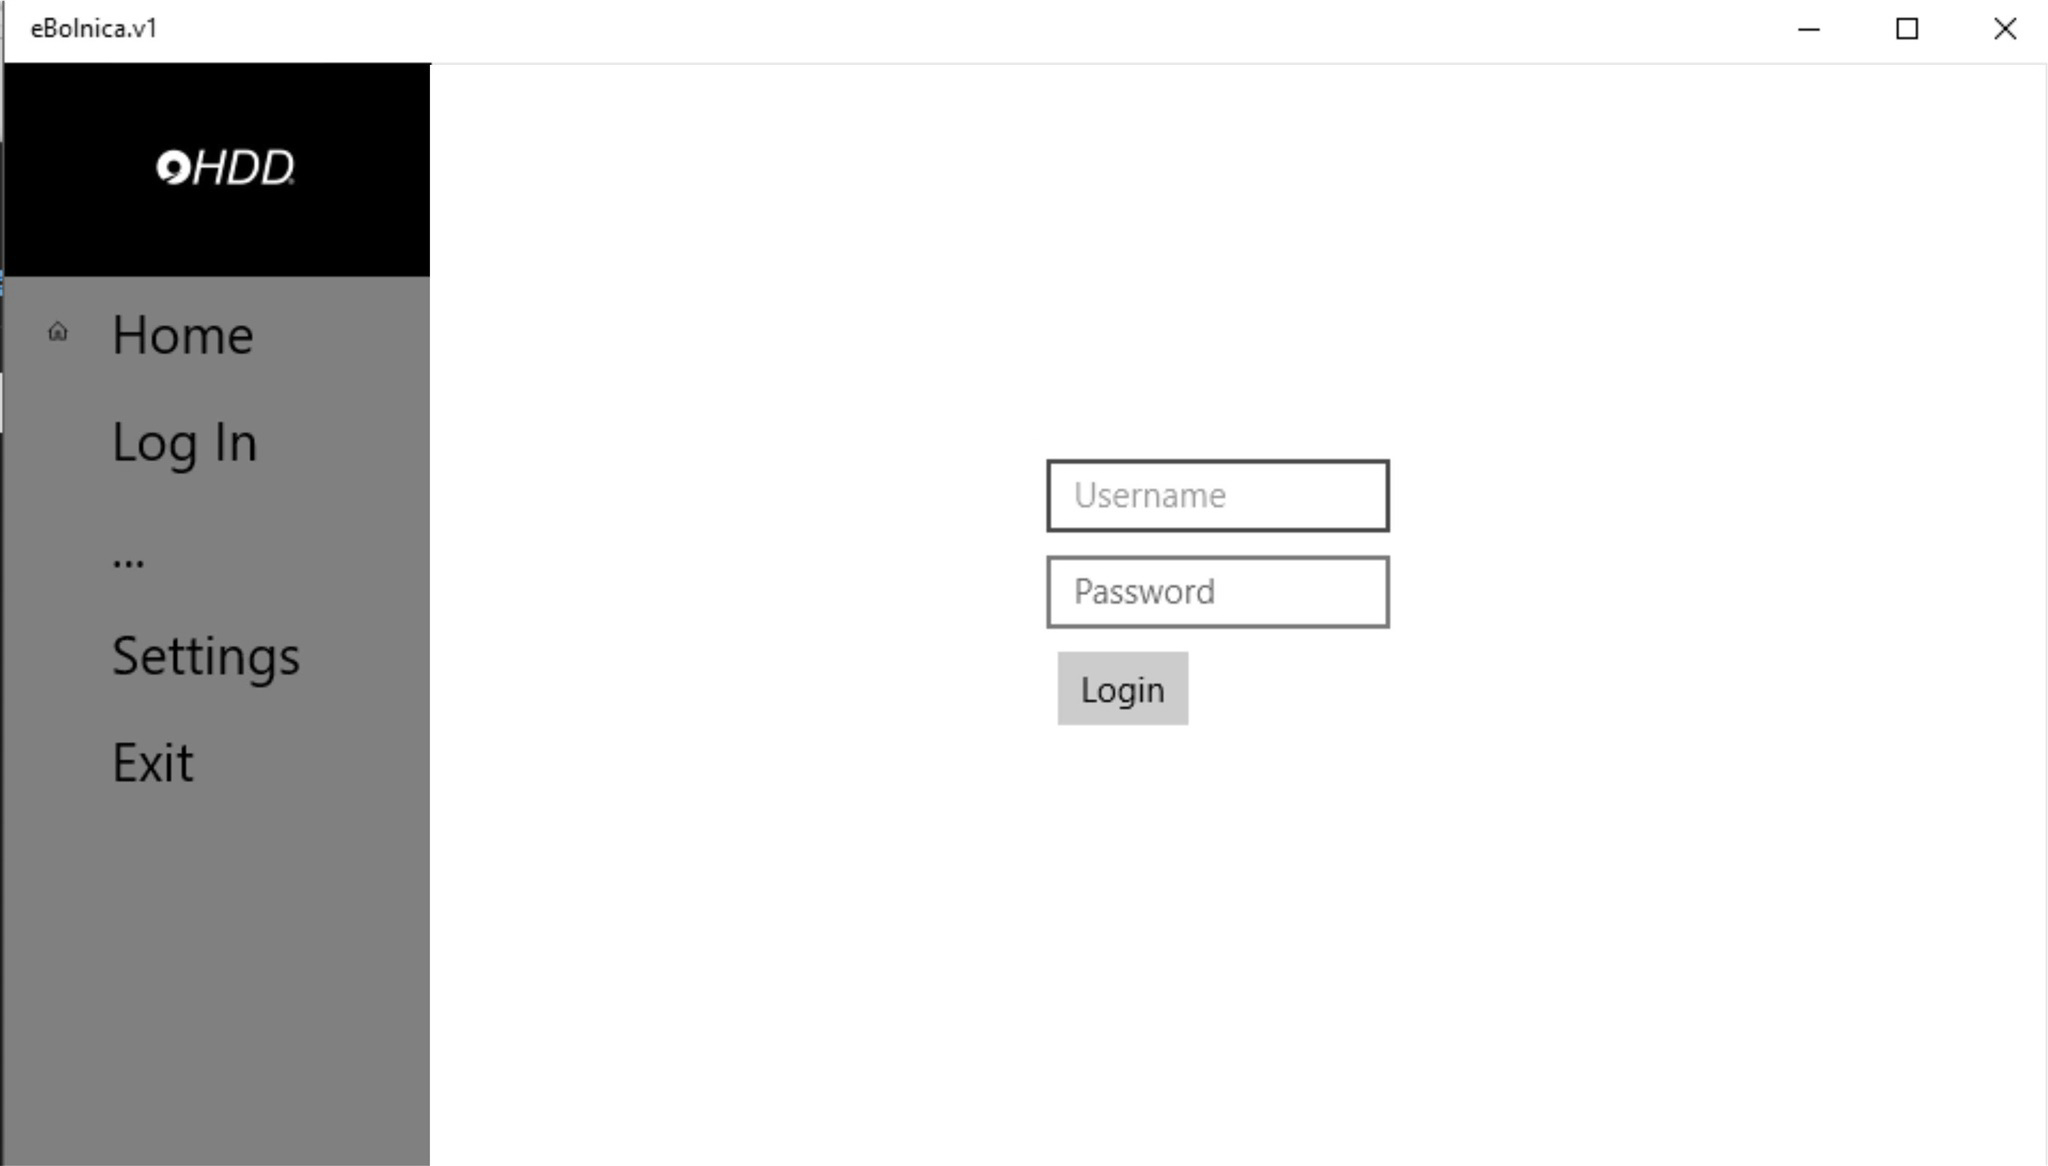 eBolnica.v1
HDD
Home
Log In
...
Settings
Exit
Username
Password
Login